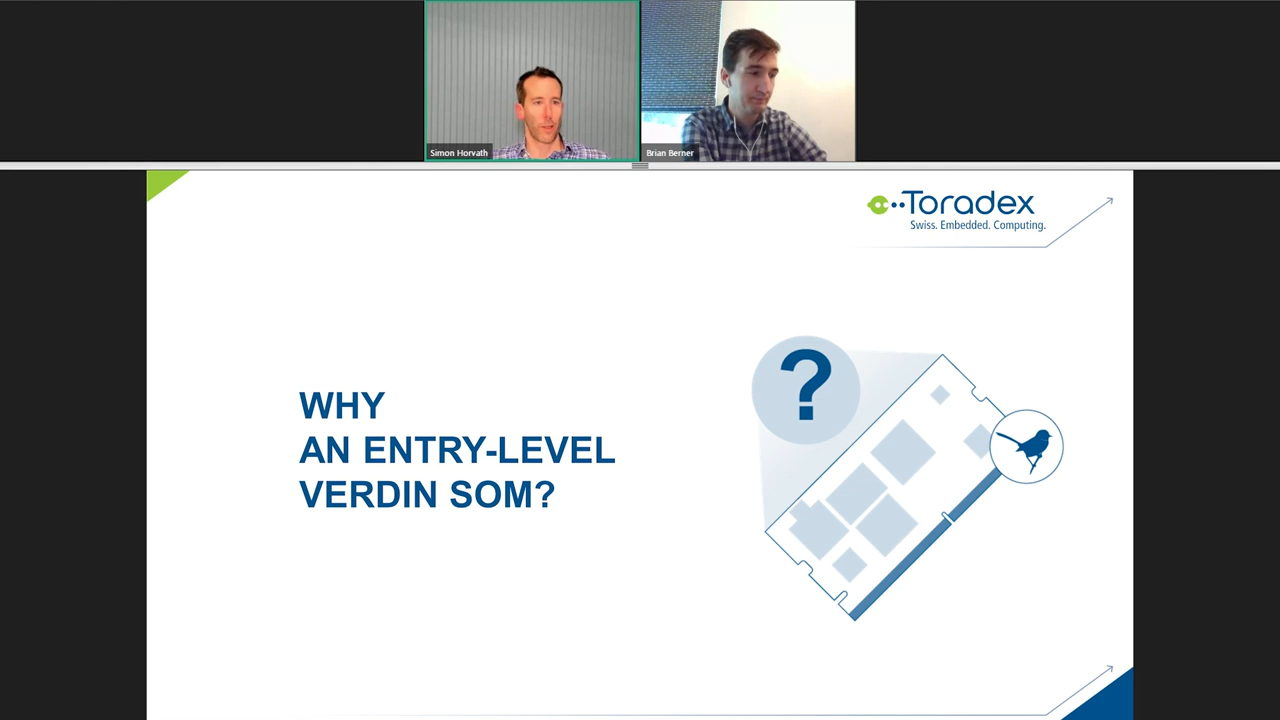 Simon Horvath
Brian Berner
Toradex
Swiss. Embedded. Computing.
?
WHY
AN ENTRY-LEVEL
VERDIN SOM?